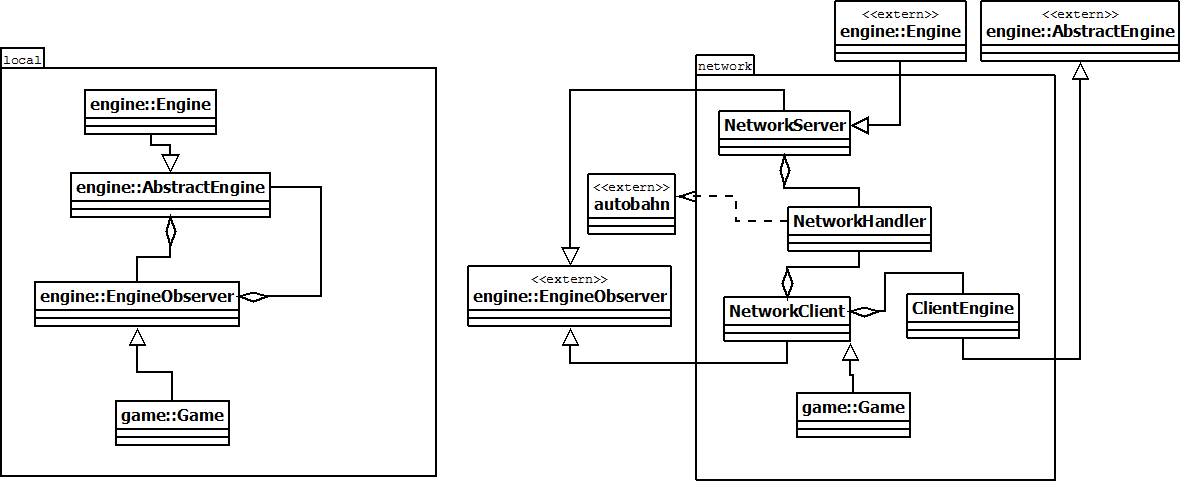 local
engine::Engine
engine::AbstractEngine
engine::EngineObserver
game::Game
<<extern>>
engine::Engine
<<extern>>
engine::AbstractEngine
network
NetworkServer
<<extern>>
autobahn
NetworkHandler
<<extern>>
engine::EngineObserver
NetworkClient
ClientEngine
game::Game